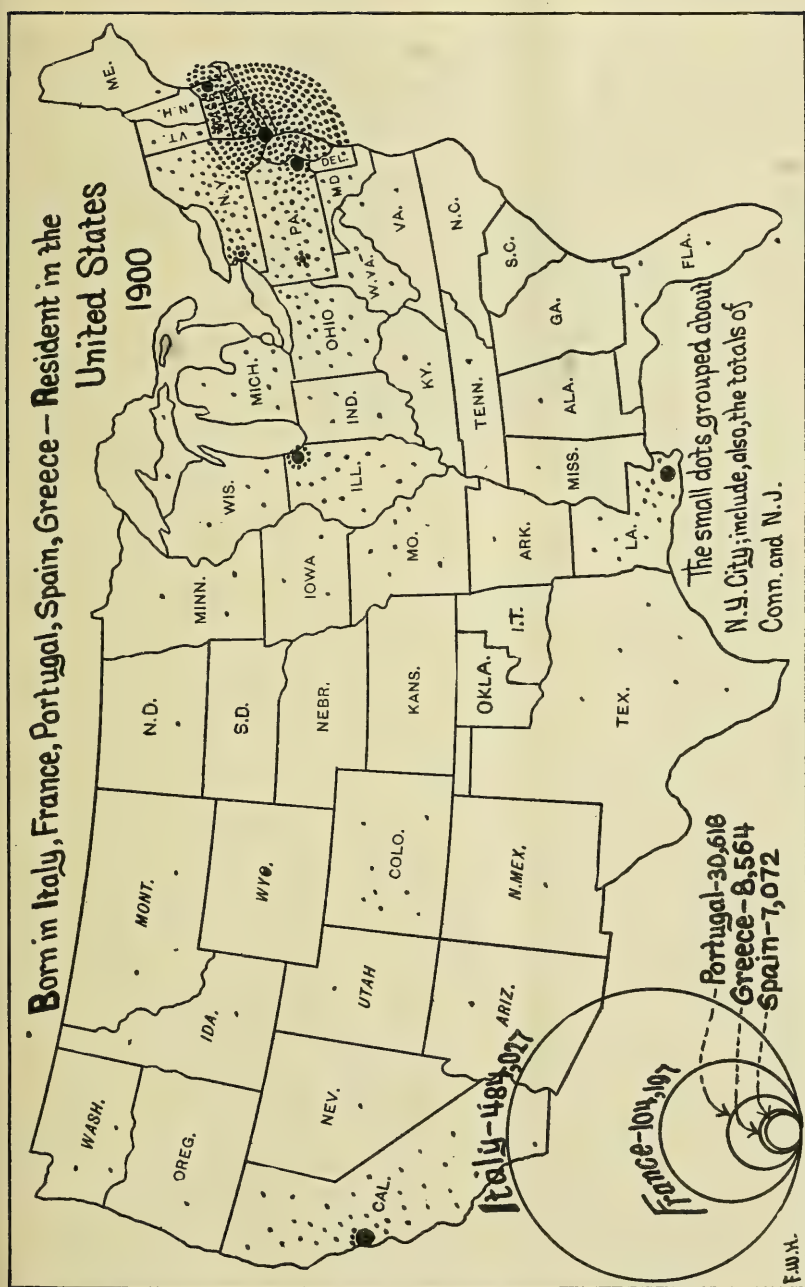 Born in Italy, France, Portugal, Spain, Greece – Resident in the
United States
1900
WASH.
OREG.
CAL.
NEV.
IDA.
MONT.
WYO.
UTAH
ARIZ.
COLO.
N.MEX.
N.D.
S.D.
NEBR.
KANS.
OKLA.
I.T.
TEX.
MINN.
IOWA
MO.
ARK.
LA.
WIS.
ILL.
MICH.
IND.
OHIO
KY.
TENN.
MISS.
ALA.
GA.
FLA.
S.C.
N.C.
VA.
W.VA.
MD
DEL.
PA.
N.Y.
VT.
N.H.
ME.
The small dots grouped about
N.Y. City; include, also, the totals of
Conn. and N.J.
Italy–484,027
France–104,197
Portugal–30,618
Greece–8,564
Spain–7,072
F.W.H.